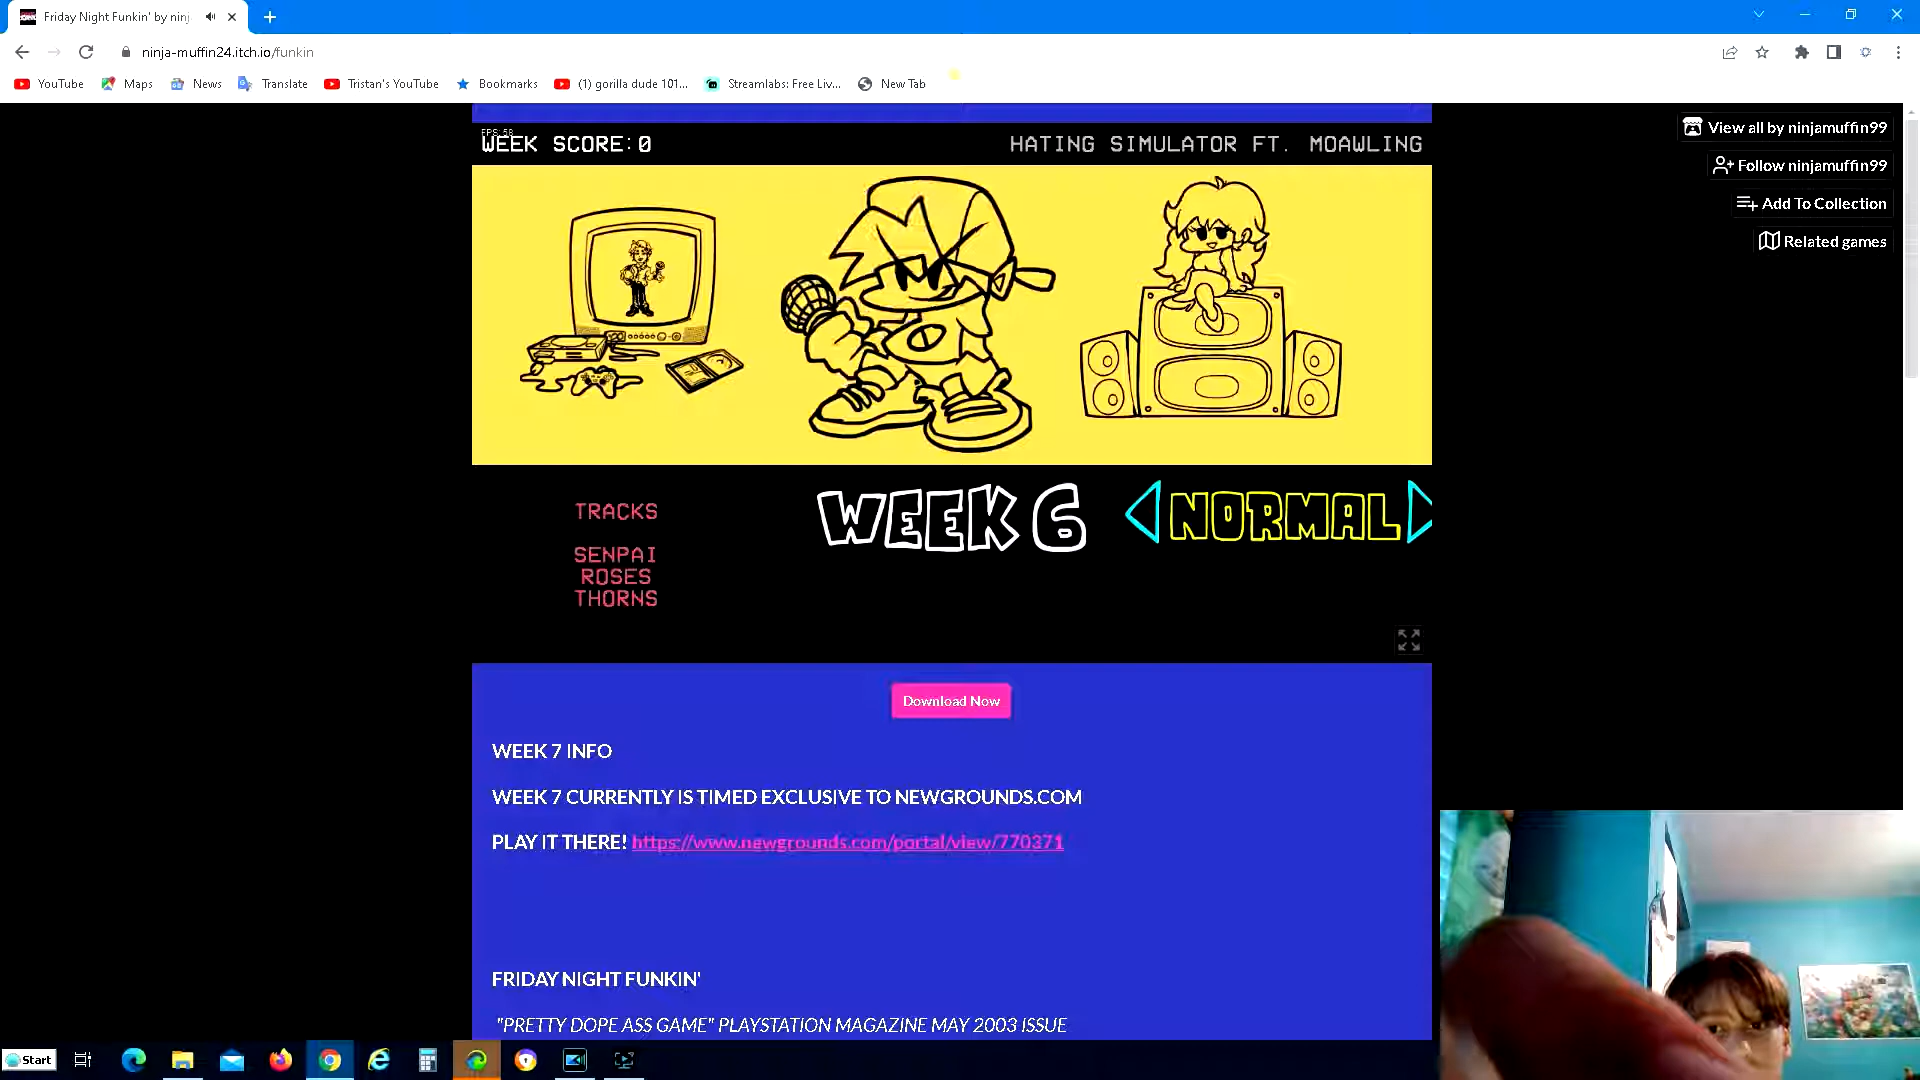 Friday Night Funkin' by ninj
ninja-muffin24.itch.io/funkin
YouTube
Maps
News
Translate
Tristan's YouTube
Bookmarks
(1) gorilla dude 101...
Streamlabs: Free Liv...
New Tab
FPS: 58
WEEK SCORE:0
HATING SIMULATOR FT. MOAWLING
View all by ninjamuffin99
Follow ninjamuffin99
Add To Collection
Related games
TRACKS
WEEK 6
NORMAL
SENPAI
ROSES
THORNS
Download Now
WEEK 7 INFO
WEEK 7 CURRENTLY IS TIMED EXCLUSIVE TO NEWGROUNDS.COM
PLAY IT THERE! https://www.newgrounds.com/portal/view/770371
FRIDAY NIGHT FUNKIN'
"PRETTY DOPE ASS GAME" PLAYSTATION MAGAZINE MAY 2003 ISSUE
Start